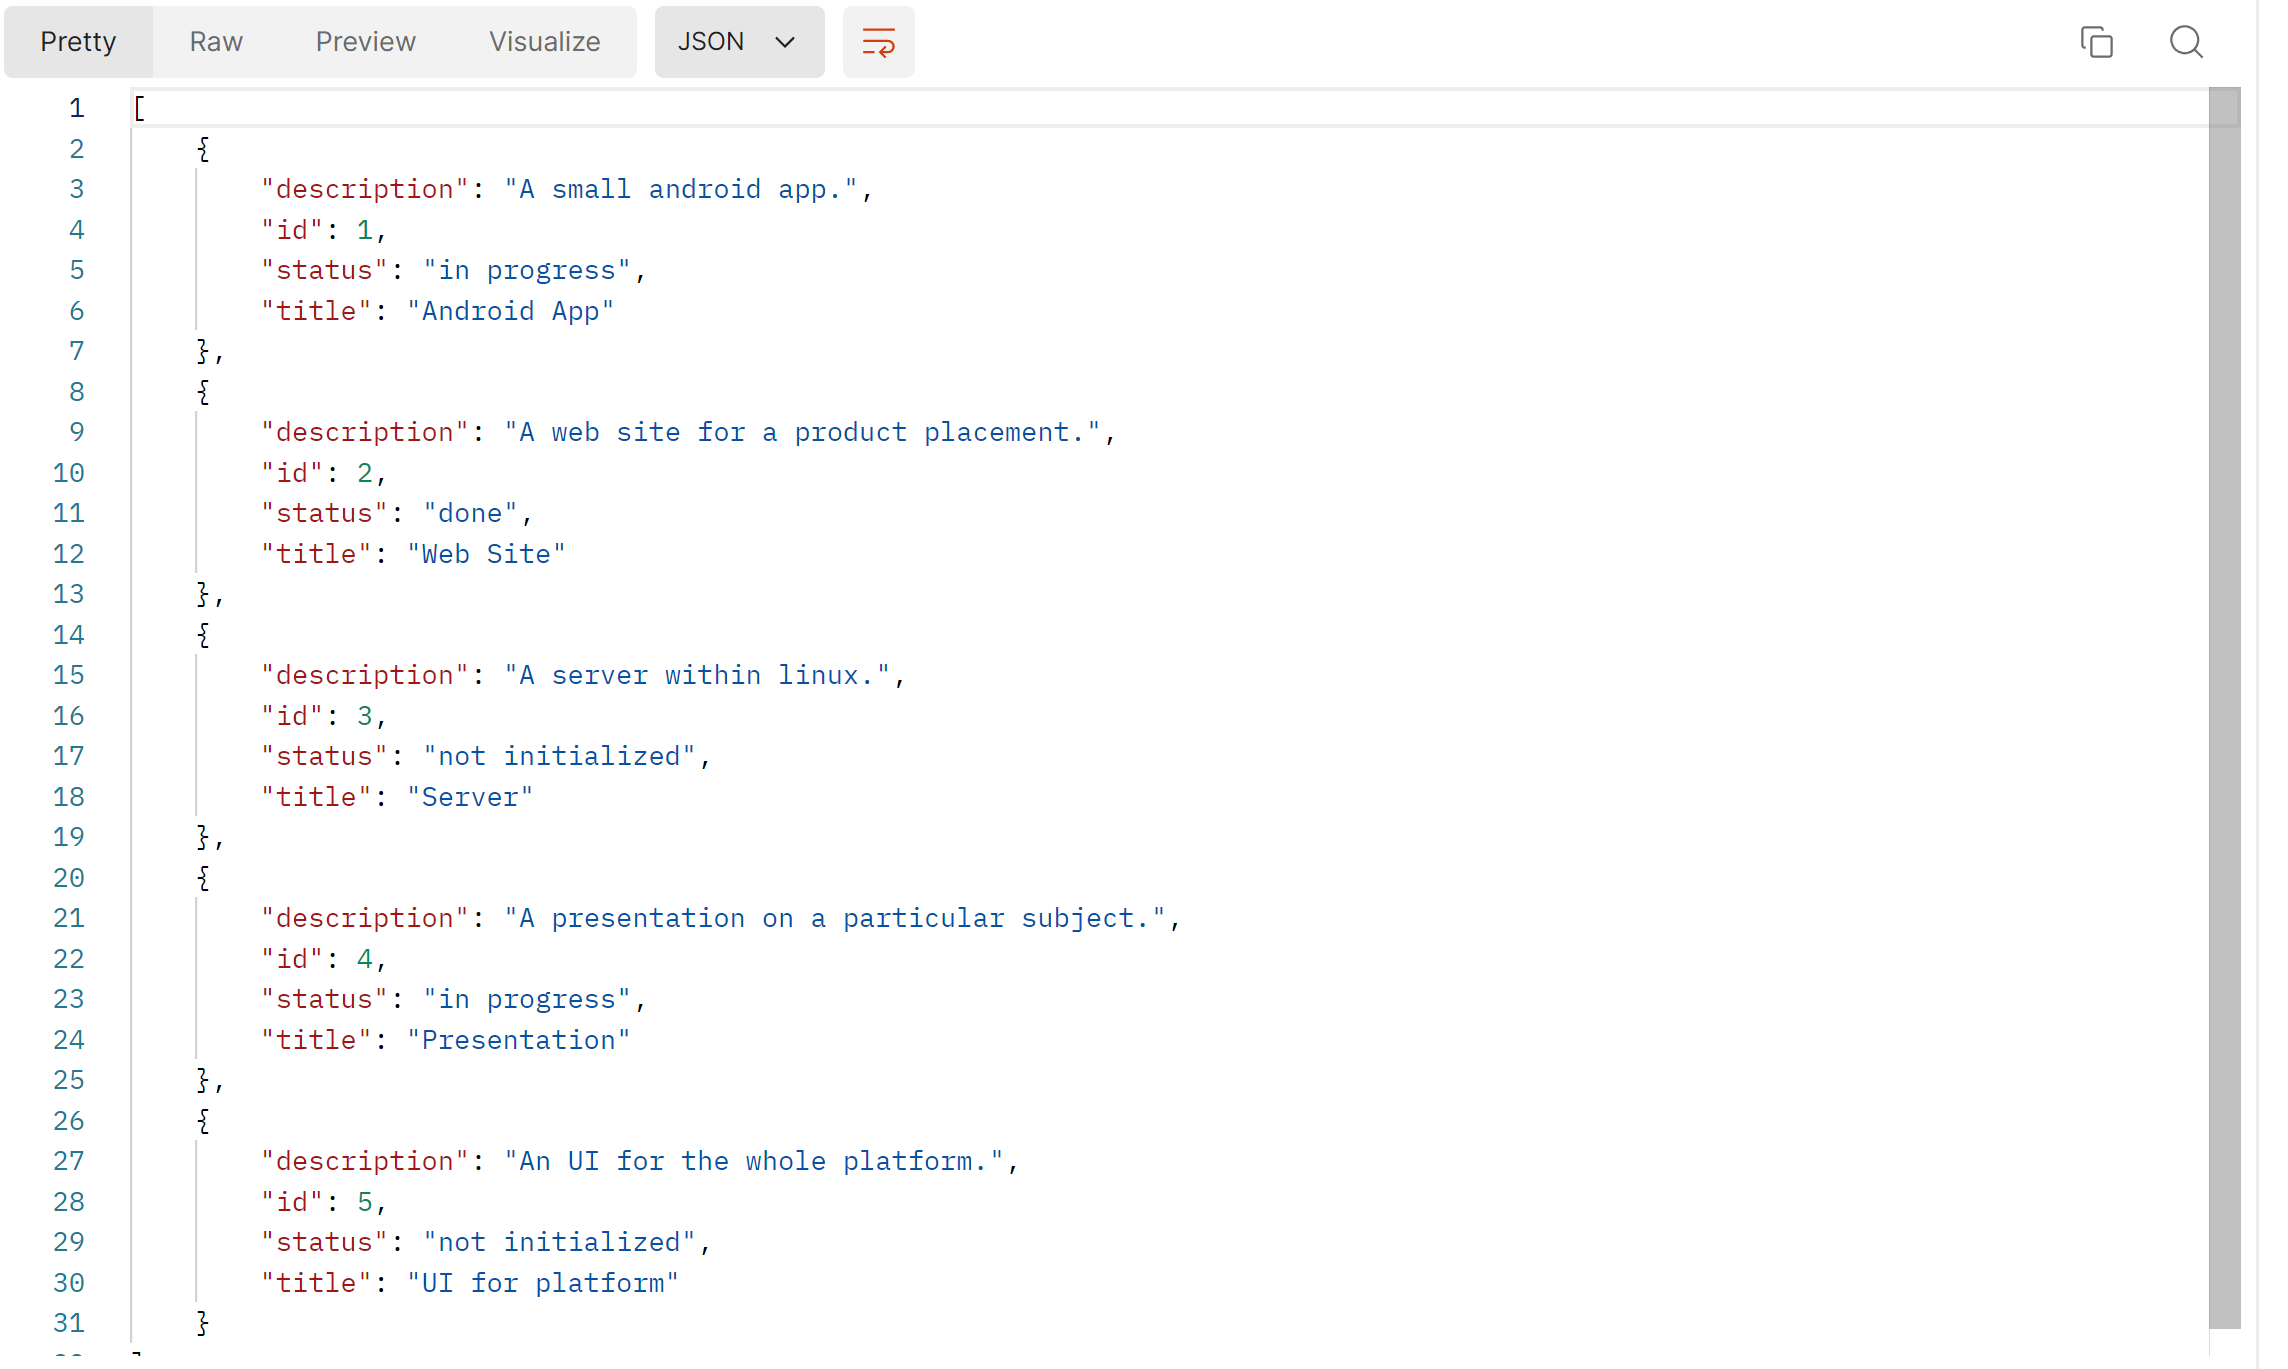 Pretty Raw Preview Visualize JSON
1 [
2 {
3 "description": "A small android app.",
4 "id": 1,
5 "status": "in progress",
6 "title": "Android App"
7 },
8 {
9 "description": "A web site for a product placement.",
10 "id": 2,
11 "status": "done",
12 "title": "Web Site"
13 },
14 {
15 "description": "A server within linux.",
16 "id": 3,
17 "status": "not initialized",
18 "title": "Server"
19 },
20 {
21 "description": "A presentation on a particular subject.",
22 "id": 4,
23 "status": "in progress",
24 "title": "Presentation"
25 },
26 {
27 "description": "An UI for the whole platform.",
28 "id": 5,
29 "status": "not initialized",
30 "title": "UI for platform"
31 }